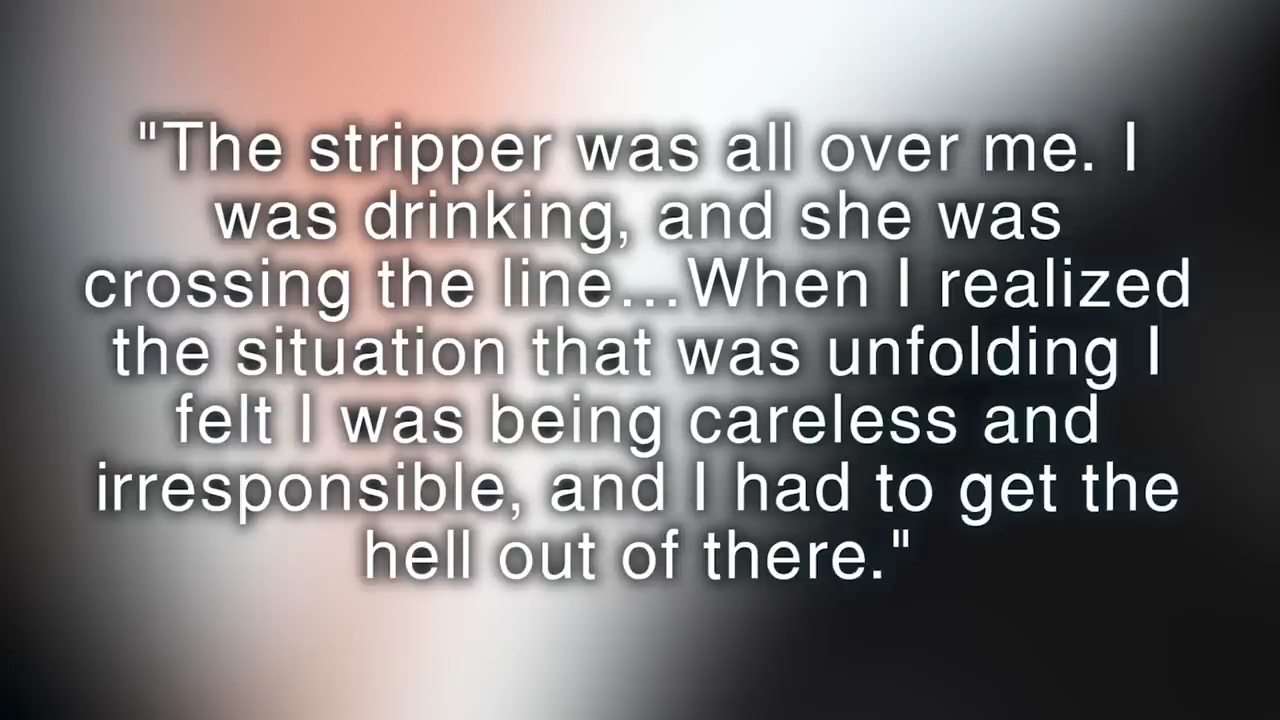 "The stripper was all over me. I
was drinking, and she was
crossing the line...When I realized
the situation that was unfolding I
felt I was being careless and
irresponsible, and I had to get the
hell out of there."